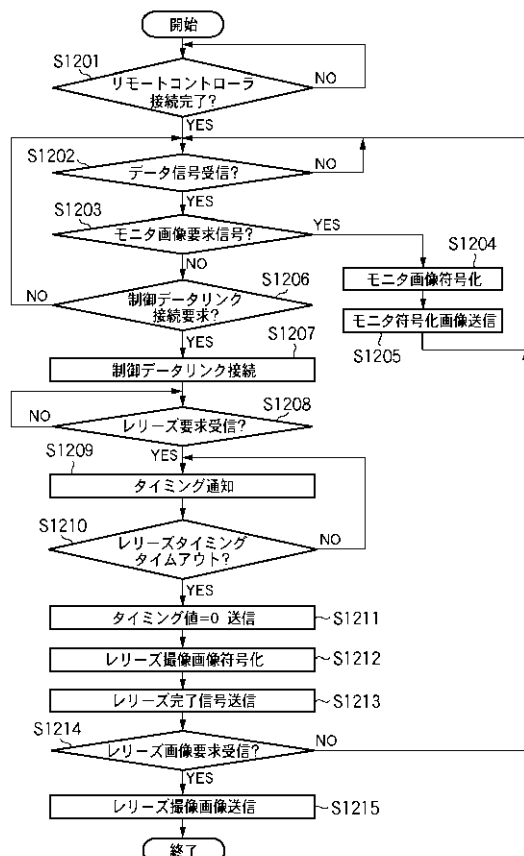 開始
S1201
リモートコントローラ
接続完了?
NO
YES
S1202
データ信号受信?
NO
YES
S1203
モニタ画像要求信号?
YES
NO
S1204
モニタ画像符号化
モニタ符号化画像送信
S1205
S1206
制御データリンク
接続要求?
NO
YES
S1207
制御データリンク接続
S1208
レリーズ要求受信?
NO
YES
S1209
タイミング通知
S1210
レリーズタイミング
タイムアウト?
NO
YES
タイミング値=0 送信
S1211
レリーズ撮像画像符号化
S1212
レリーズ完了信号送信
S1213
S1214
レリーズ画像要求受信?
NO
YES
レリーズ撮像画像送信
S1215
終了